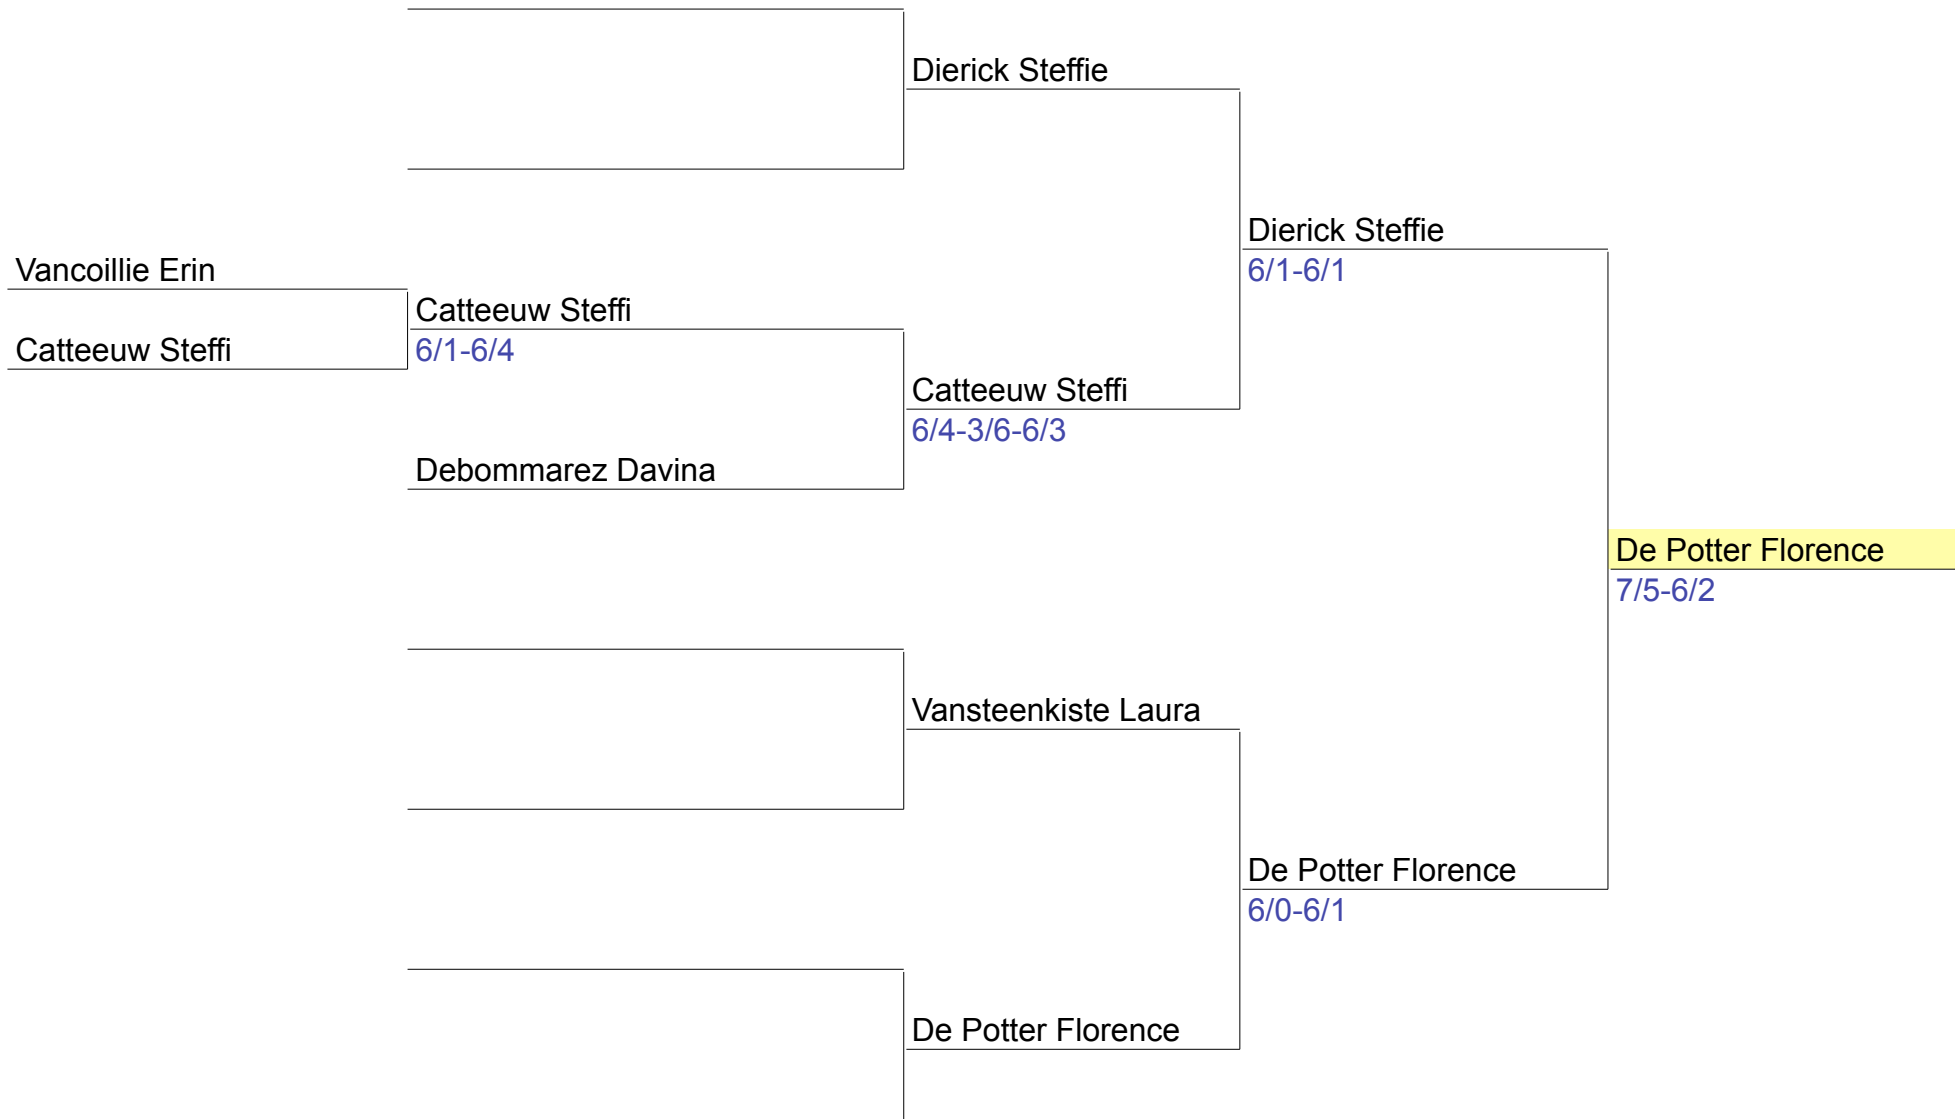 Dierick Steffie
Dierick Steffie
6/1-6/1
Vancoillie Erin
Catteeuw Steffi
Catteeuw Steffi
6/1-6/4
Catteeuw Steffi
6/4-3/6-6/3
Debommarez Davina
De Potter Florence
7/5-6/2
Vansteenkiste Laura
De Potter Florence
6/0-6/1
De Potter Florence